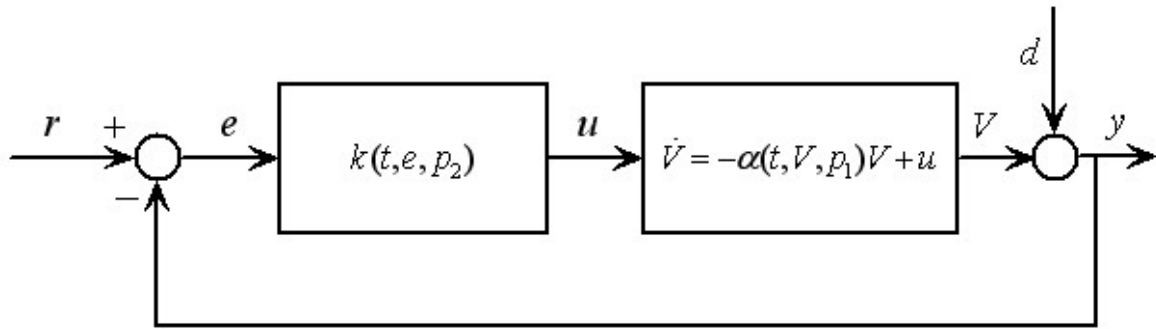 d
r + e u V y
k(t,e,p₂) V̇ = −α(t,V,p₁)V + u
−